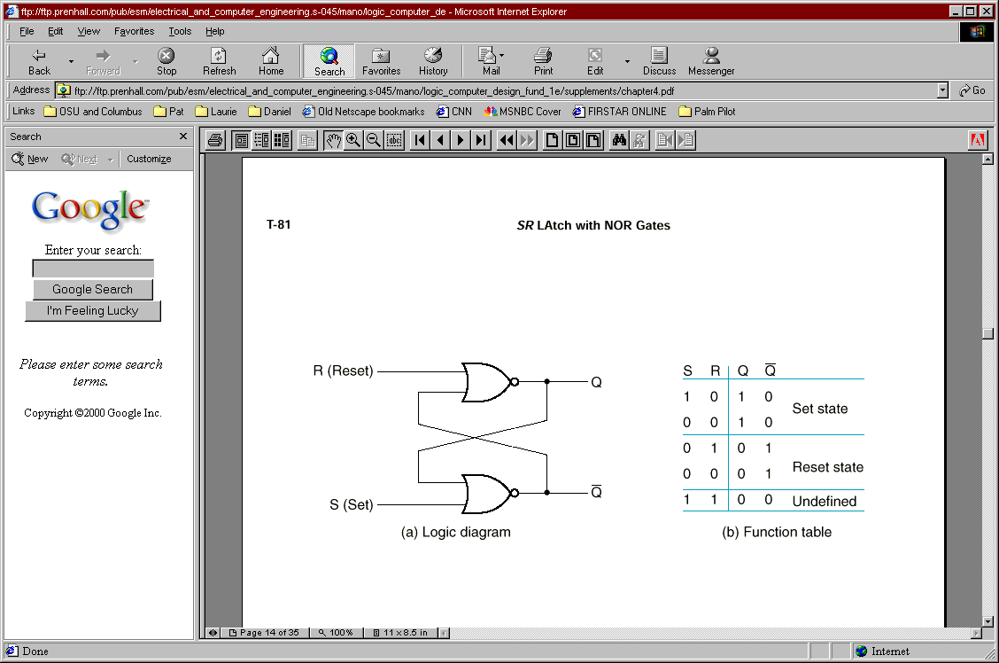 ftp://ftp.prenhall.com/pub/esm/electrical_and_computer_engineering.s-045/mano/logic_computer_de - Microsoft Internet Explorer
File Edit View Favorites Tools Help
Back Forward Stop Refresh Home Search Favorites History Mail Print Edit Discuss Messenger
Address ftp://ftp.prenhall.com/pub/esm/electrical_and_computer_engineering.s-045/mano/logic_computer_design_fund_1e/supplements/chapter4.pdf Go
Links OSU and Columbus Pat Laurie Daniel Old Netscape bookmarks CNN MSNBC Cover FIRSTAR ONLINE Palm Pilot
Search
New Next Customize
Google
Enter your search:
Google Search
I'm Feeling Lucky
Please enter some search
terms.
Copyright ©2000 Google Inc.
abc
T-81 SR LAtch with NOR Gates
R (Reset)
Q
S (Set)
Q̅
(a) Logic diagram
S R Q Q̅
1 0 1 0
Set state
0 0 1 0
0 1 0 1
Reset state
0 0 0 1
1 1 0 0 Undefined
(b) Function table
Page 14 of 35 100% 11 x 8.5 in
Done Internet